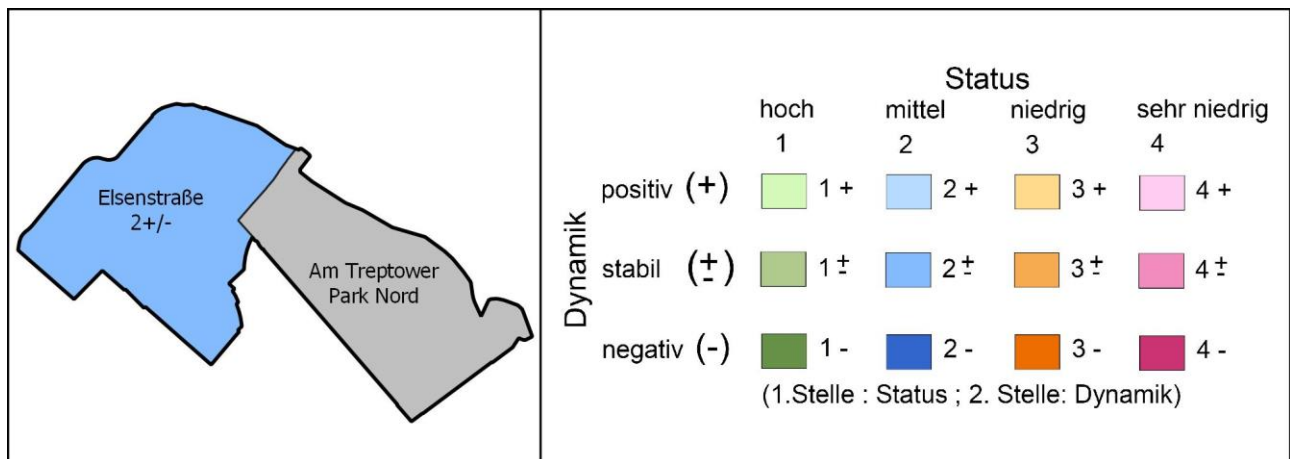 Elsenstraße
2+/-
Am Treptower
Park Nord
Status
hoch mittel niedrig sehr niedrig
1 2 3 4
Dynamik
positiv (+) 1 + 2 + 3 + 4 +
stabil (±) 1 ± 2 ± 3 ± 4 ±
negativ (-) 1 - 2 - 3 - 4 -
(1.Stelle : Status ; 2. Stelle: Dynamik)